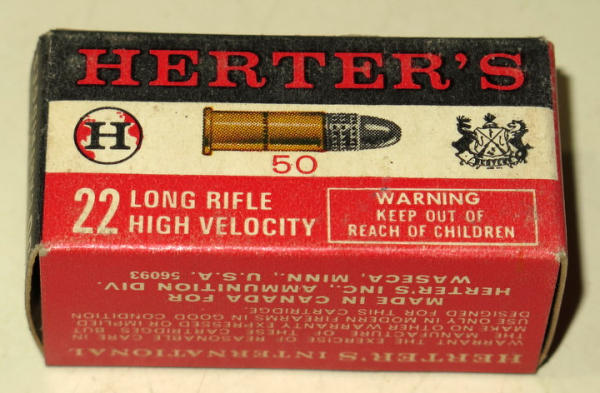 HERTER'S
H
50
22 LONG RIFLE
HIGH VELOCITY
WARNING
KEEP OUT OF
REACH OF CHILDREN
HERTER'S INTERNATIONAL
WARRANT THE EXERCISE OF REASONABLE CARE IN
THE MANUFACTURE OF THE CARTRIDGES BUT
MAKE NO OTHER WARRANTY EXPRESSED OR IMPLIED
USE ONLY IN MODERN FIREARMS IN GOOD CONDITION
DESIGNED FOR THIS CARTRIDGE.
MADE IN CANADA FOR
HERTER'S INC., AMMUNITION DIV.
WASECA, MINN., U.S.A. 56093